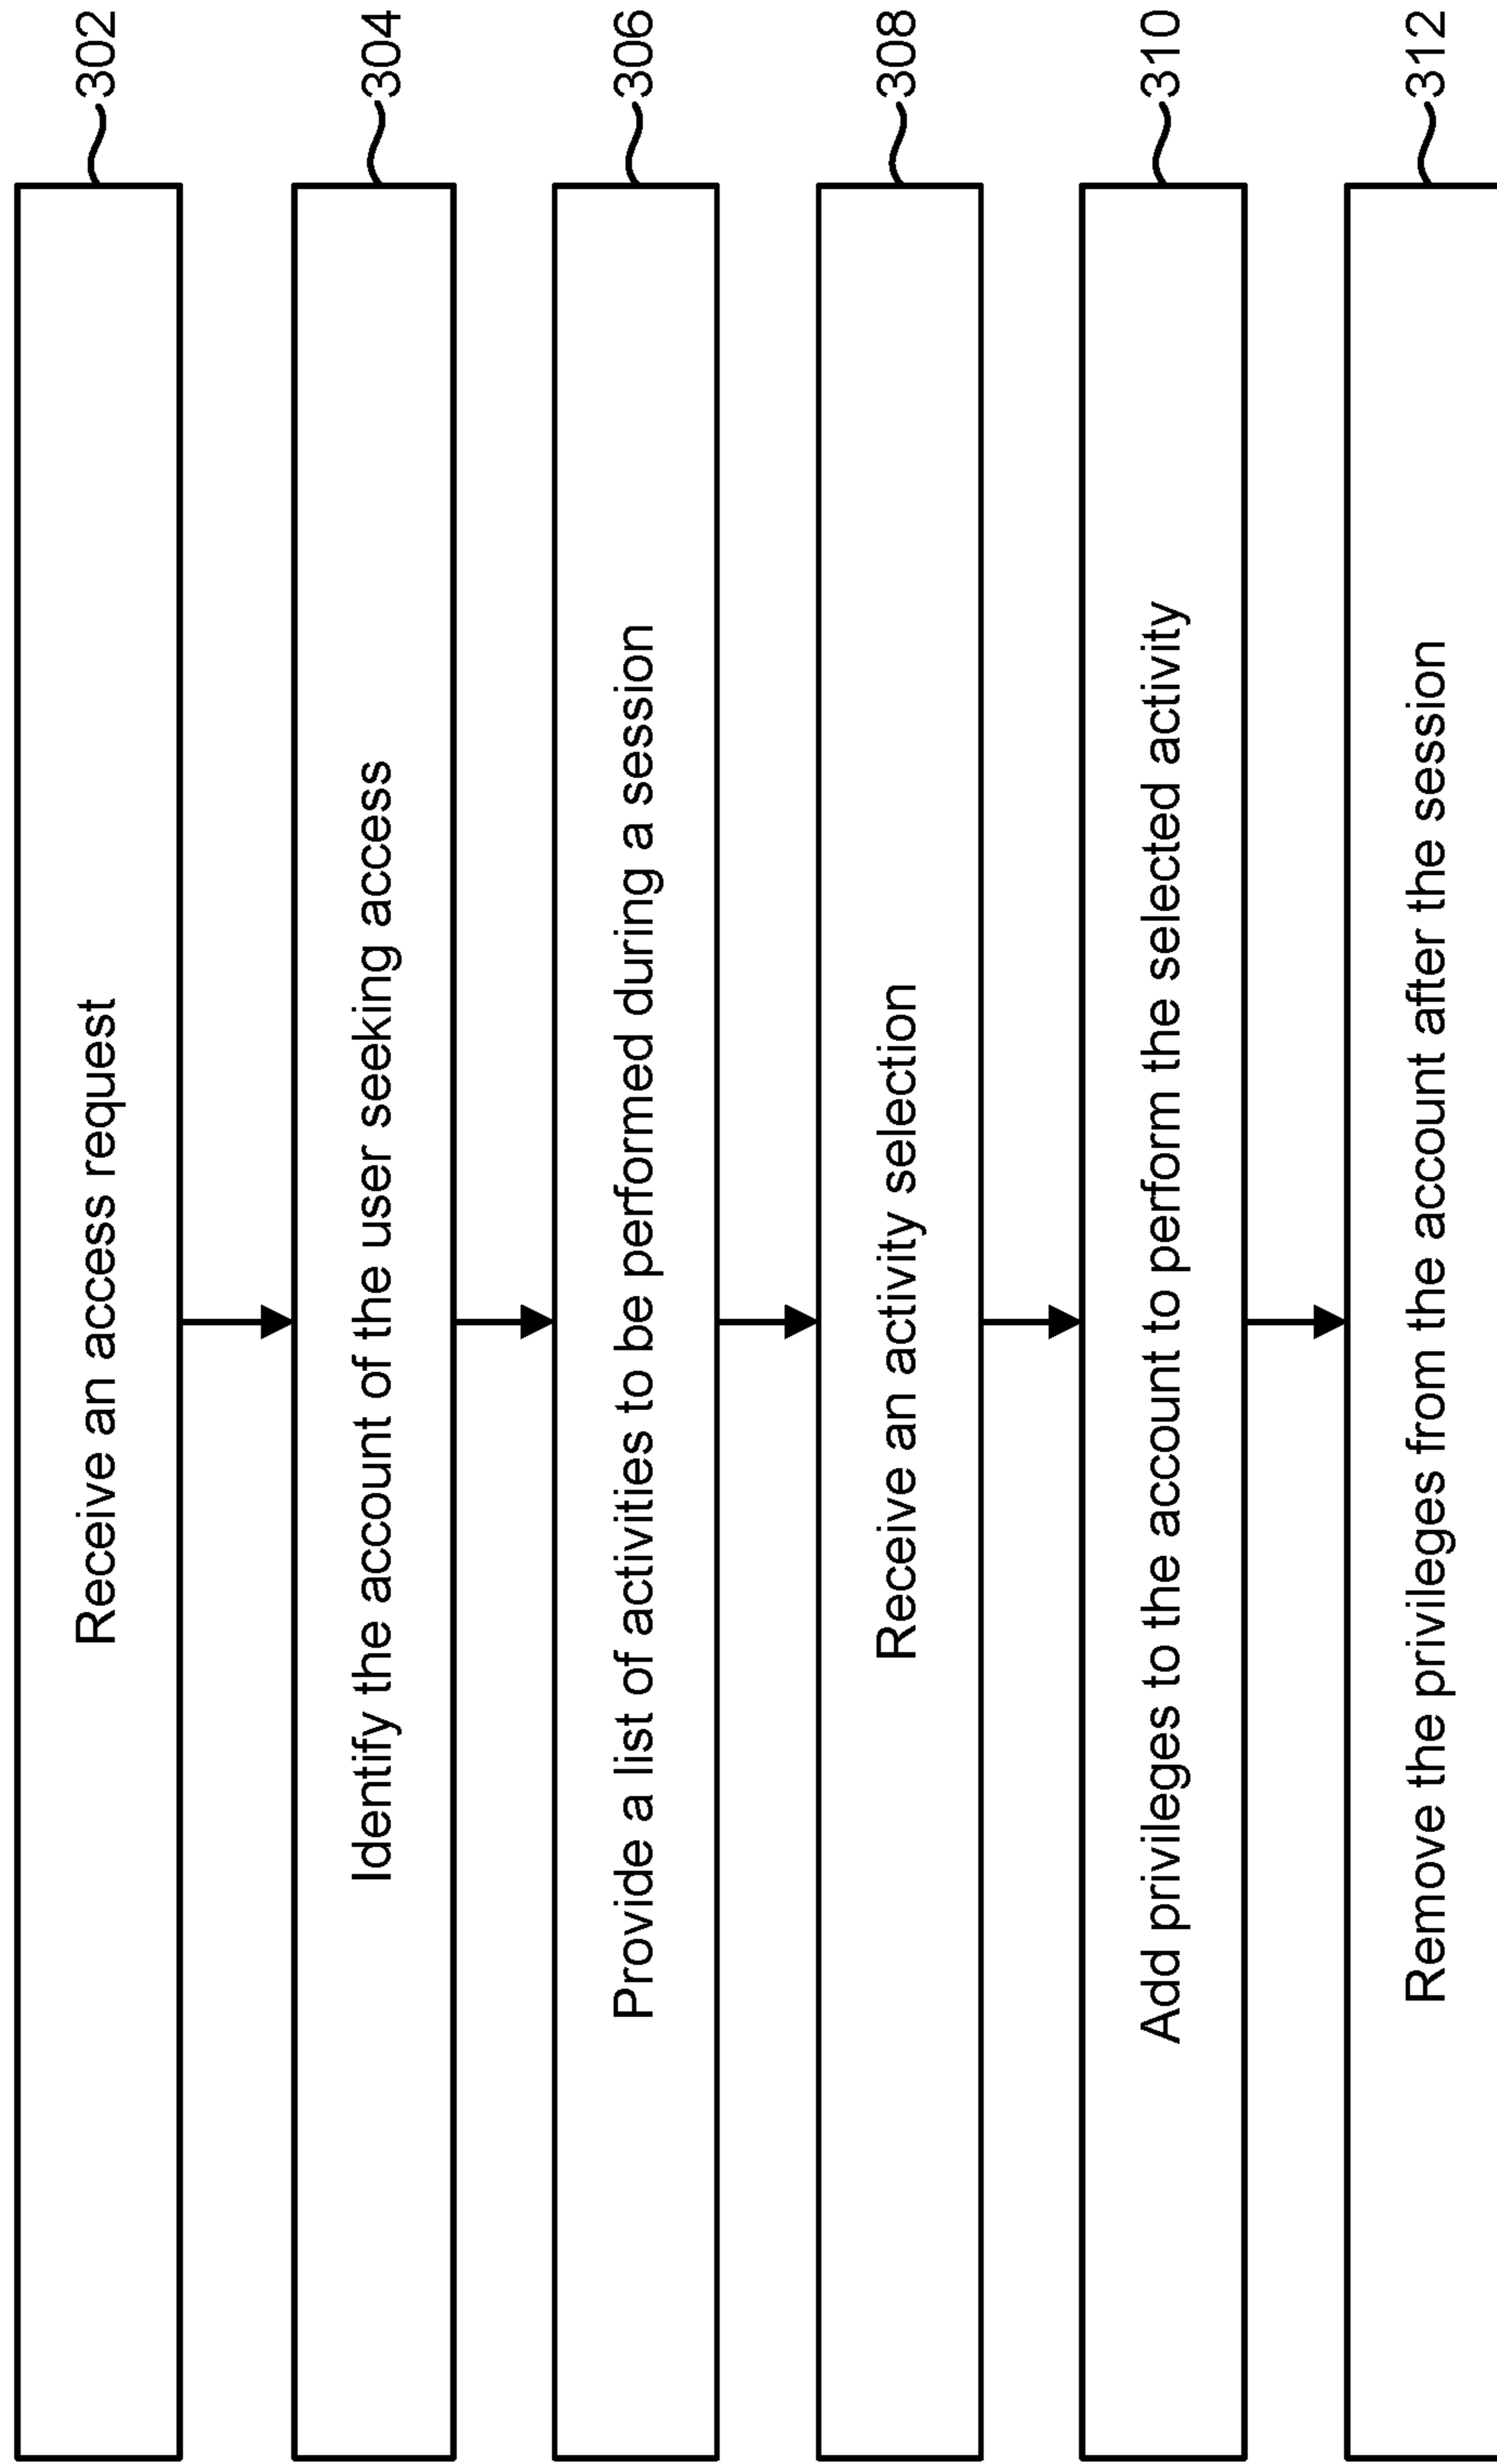 Receive an access request
302
Identify the account of the user seeking access
304
Provide a list of activities to be performed during a session
306
Receive an activity selection
308
Add privileges to the account to perform the selected activity
310
Remove the privileges from the account after the session
312